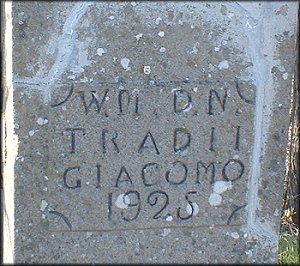 W.M.D.N.
TRADII
GIACOMO
1925